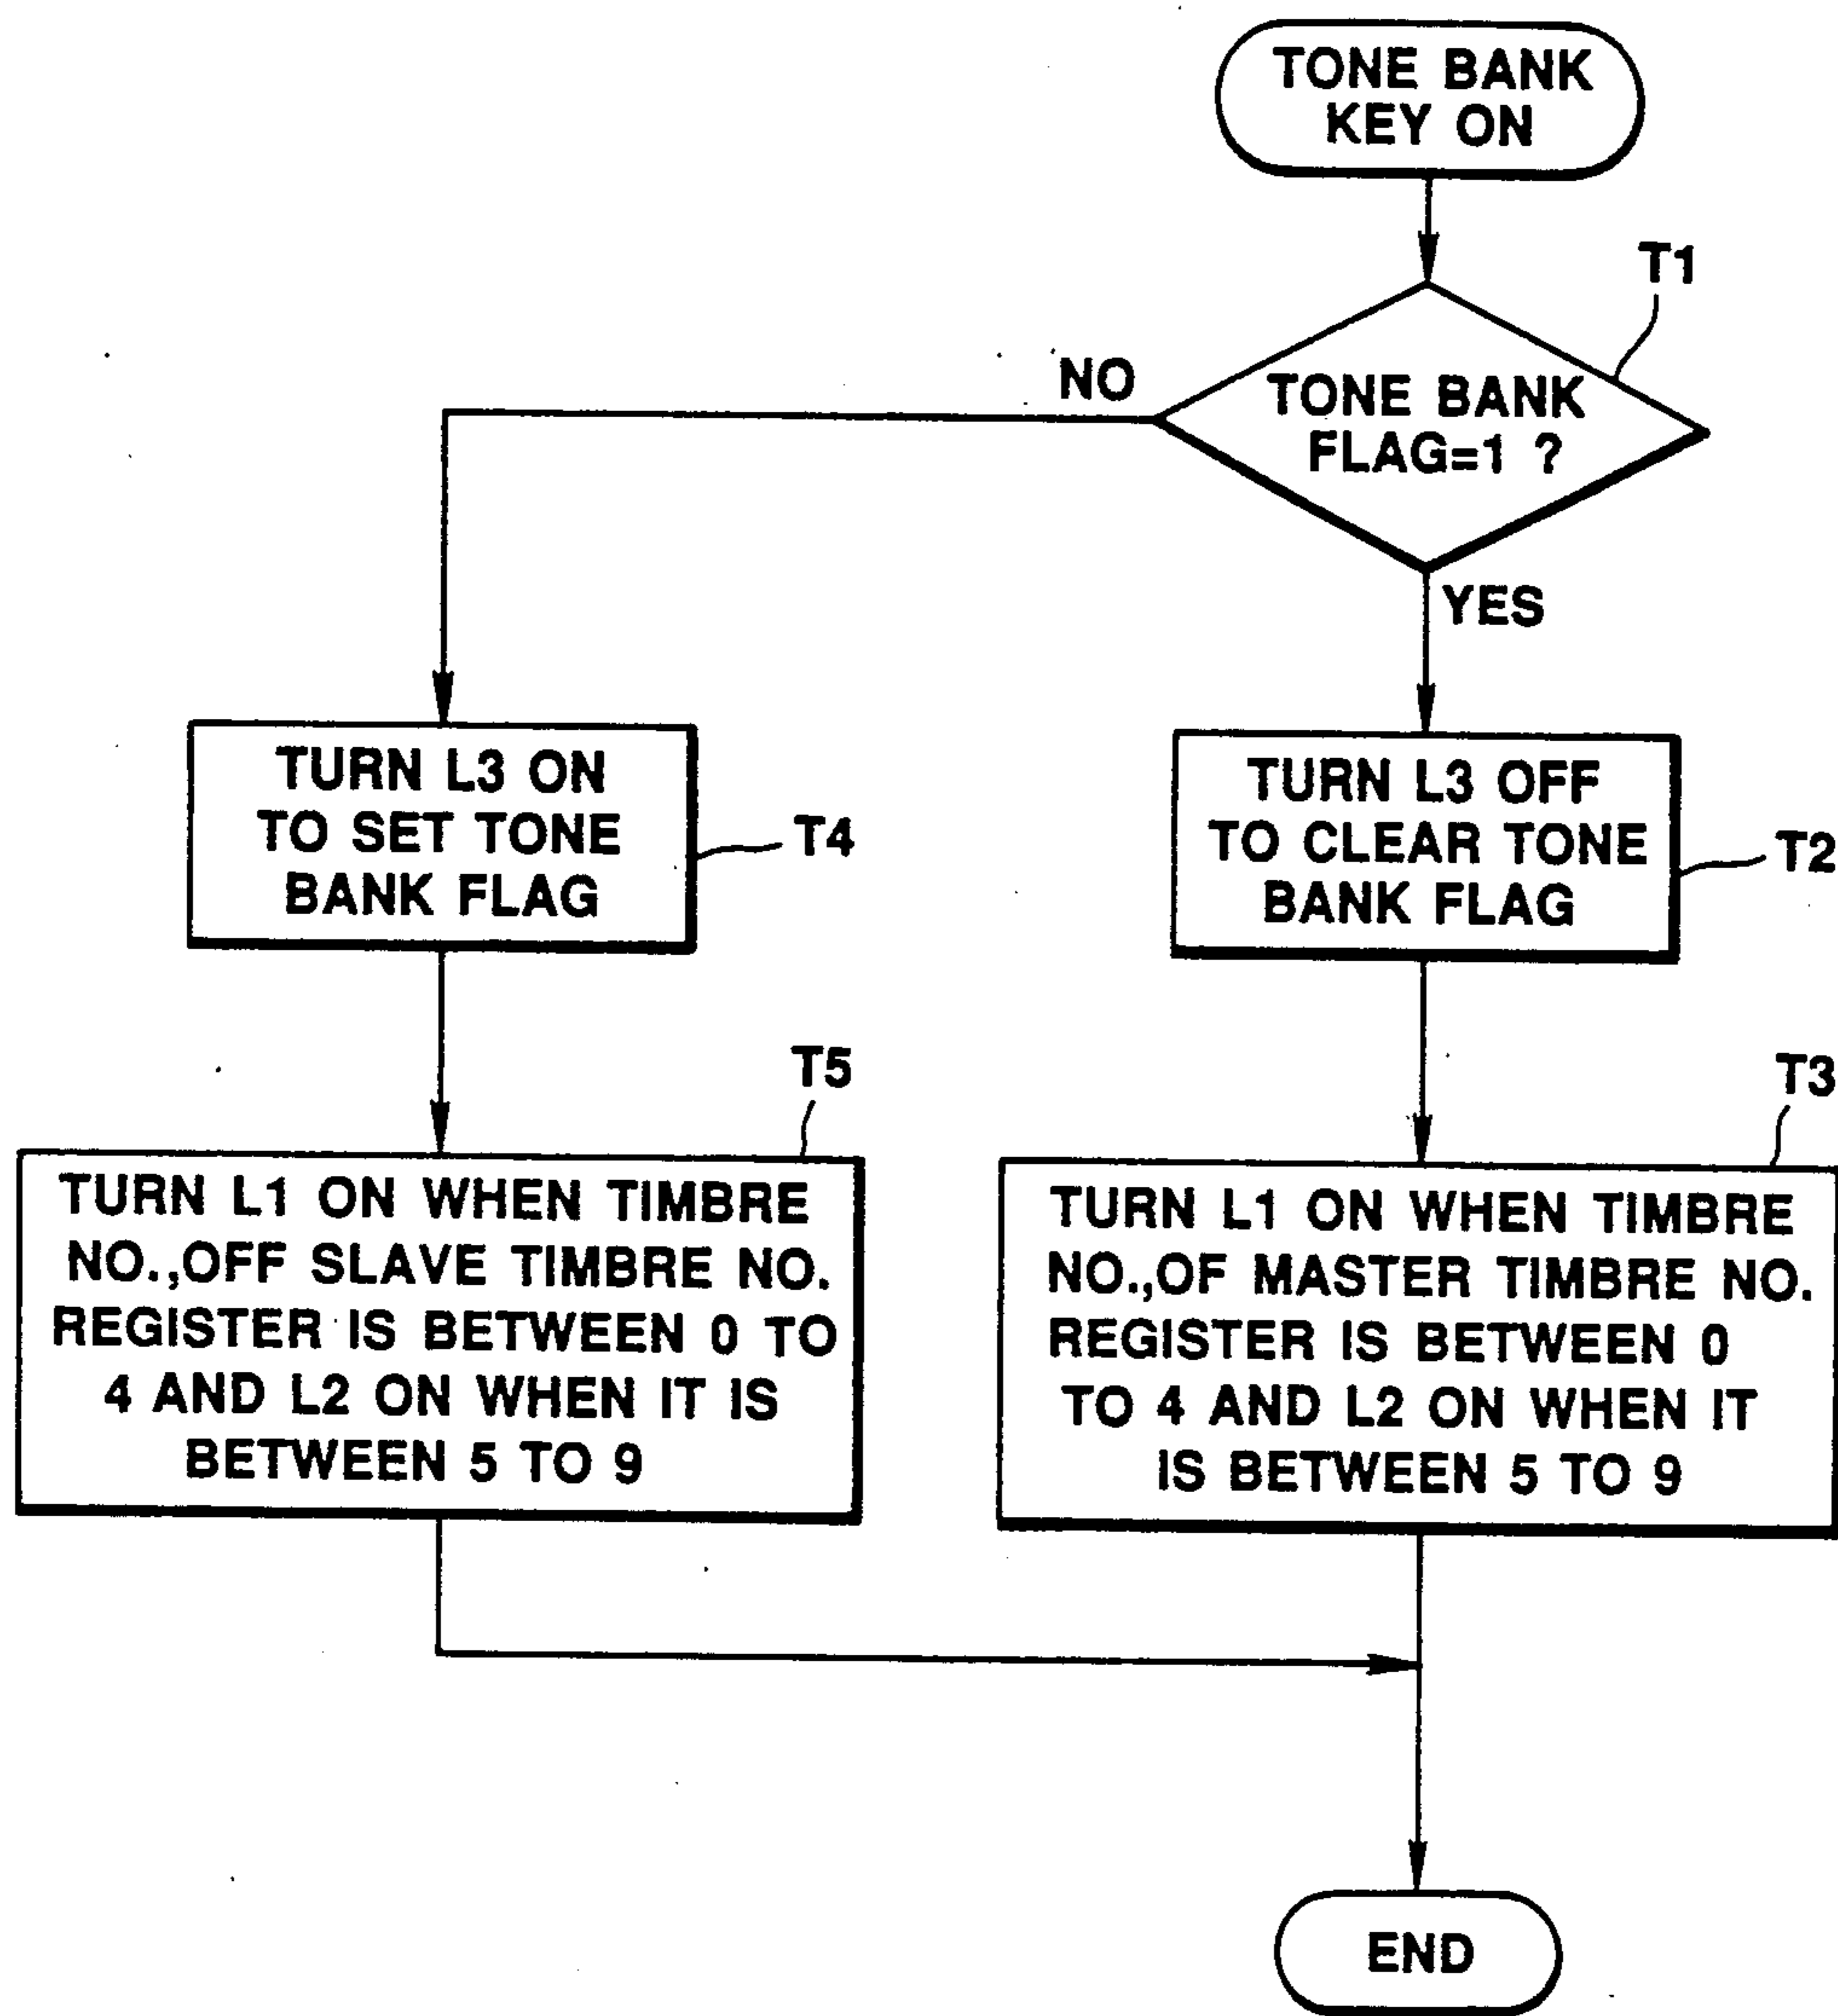 TONE BANK
KEY ON
T1
TONE BANK
FLAG=1 ?
NO
YES
TURN L3 ON
TO SET TONE
BANK FLAG
T4
TURN L3 OFF
TO CLEAR TONE
BANK FLAG
T2
T5
TURN L1 ON WHEN TIMBRE
NO.,OFF SLAVE TIMBRE NO.
REGISTER IS BETWEEN 0 TO
4 AND L2 ON WHEN IT IS
BETWEEN 5 TO 9
T3
TURN L1 ON WHEN TIMBRE
NO.,OF MASTER TIMBRE NO.
REGISTER IS BETWEEN 0
TO 4 AND L2 ON WHEN IT
IS BETWEEN 5 TO 9
END